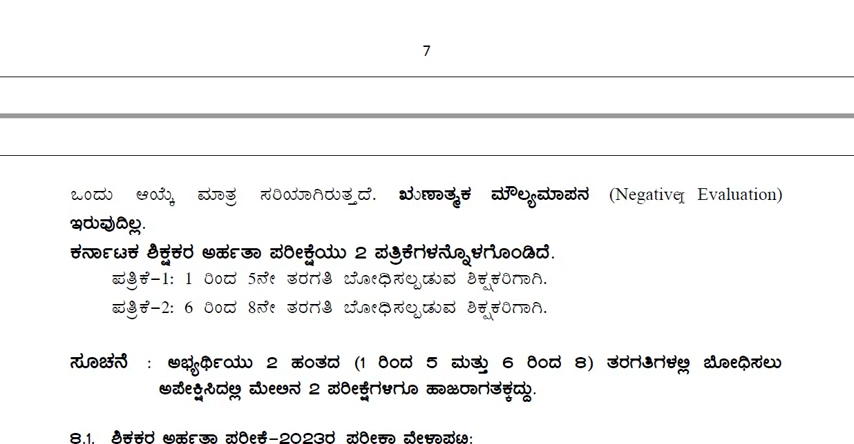 7
ಒಂದು ಆಯ್ಕೆ ಮಾತ್ರ ಸರಿಯಾಗಿರುತ್ತದೆ. ಋಣಾತ್ಮಕ ಮೌಲ್ಯಮಾಪನ (Negative Evaluation)
ಇರುವುದಿಲ್ಲ.
ಕರ್ನಾಟಕ ಶಿಕ್ಷಕರ ಅರ್ಹತಾ ಪರೀಕ್ಷೆಯು 2 ಪತ್ರಿಕೆಗಳನ್ನೊಳಗೊಂಡಿದೆ.
ಪತ್ರಿಕೆ-1: 1 ರಿಂದ 5ನೇ ತರಗತಿ ಬೋಧಿಸಲ್ಪಡುವ ಶಿಕ್ಷಕರಿಗಾಗಿ.
ಪತ್ರಿಕೆ-2: 6 ರಿಂದ 8ನೇ ತರಗತಿ ಬೋಧಿಸಲ್ಪಡುವ ಶಿಕ್ಷಕರಿಗಾಗಿ.
ಸೂಚನೆ : ಅಭ್ಯರ್ಥಿಯು 2 ಹಂತದ (1 ರಿಂದ 5 ಮತ್ತು 6 ರಿಂದ 8) ತರಗತಿಗಳಲ್ಲಿ ಬೋಧಿಸಲು
ಅಪೇಕ್ಷಿಸಿದಲ್ಲಿ ಮೇಲಿನ 2 ಪರೀಕ್ಷೆಗಳಿಗೂ ಹಾಜರಾಗತಕ್ಕದ್ದು.
8.1. ಶಿಕ್ಷಕರ ಅರ್ಹತಾ ಪರೀಕ್ಷೆ-2023ರ ಪರೀಕ್ಷಾ ವೇಳಾಪಟ್ಟಿ: